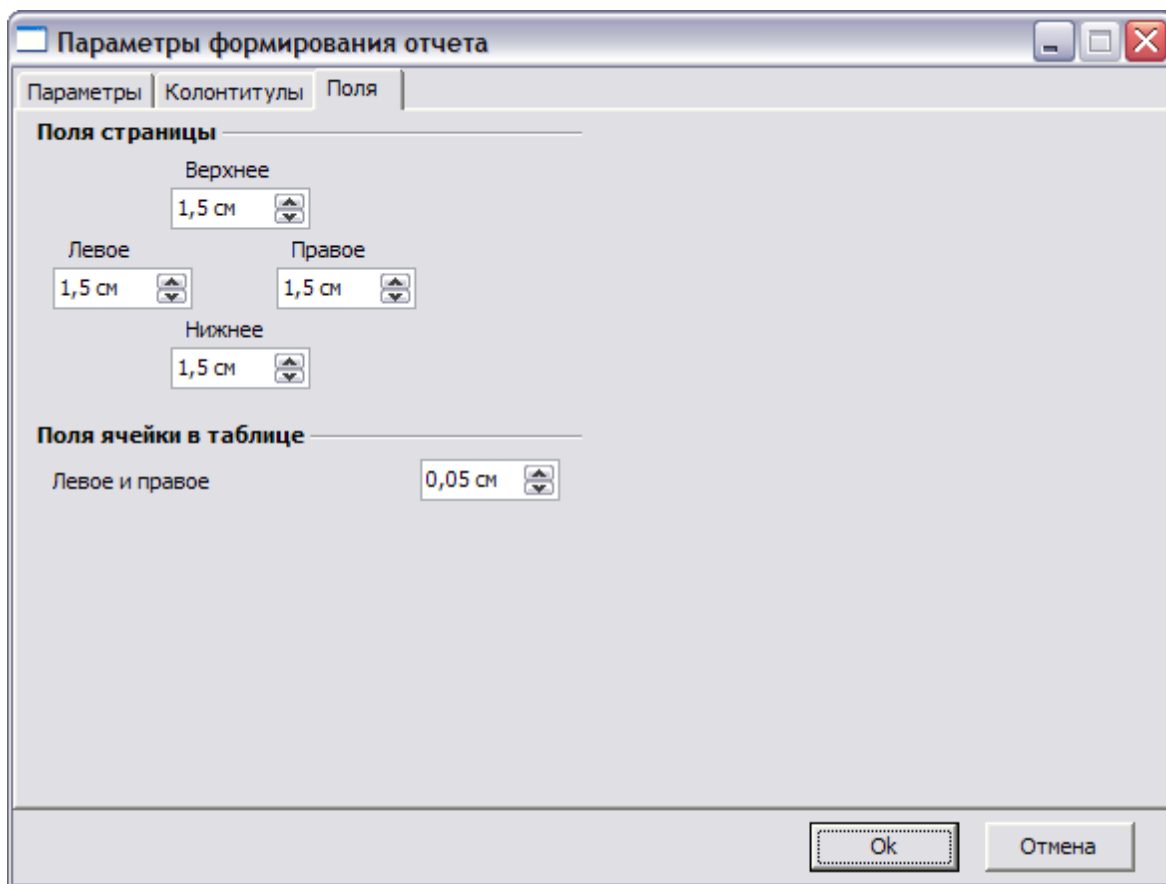 Параметры формирования отчета
Параметры Колонтитулы Поля
Поля страницы
Верхнее
1,5 см
Левое Правое
1,5 см 1,5 см
Нижнее
1,5 см
Поля ячейки в таблице
Левое и правое 0,05 см
Ok Отмена